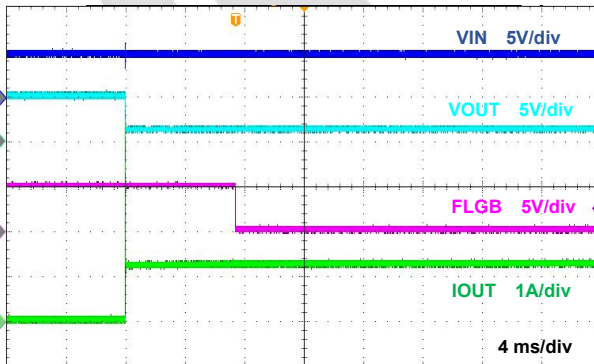 T
VIN 5V/div
VOUT 5V/div
FLGB 5V/div
IOUT 1A/div
4 ms/div